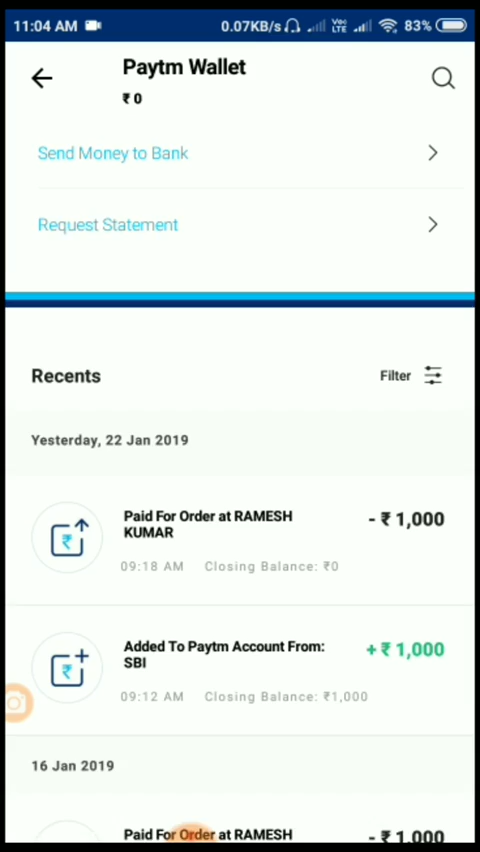 11:04 AM 0.07KB/s VoLTE 83%
Paytm Wallet
₹ 0
Send Money to Bank
Request Statement
Recents Filter
Yesterday, 22 Jan 2019
Paid For Order at RAMESH
KUMAR
- ₹ 1,000
09:18 AM Closing Balance: ₹0
Added To Paytm Account From:
SBI
+ ₹ 1,000
09:12 AM Closing Balance: ₹1,000
16 Jan 2019
Paid For Order at RAMESH
- ₹ 1,000